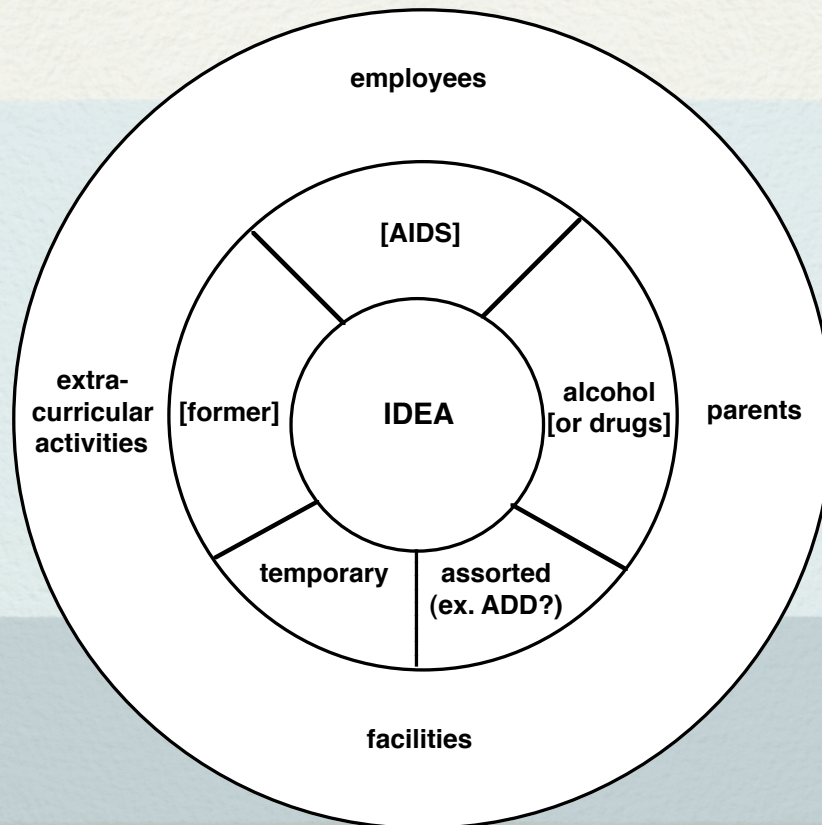 employees
[AIDS]
extra-
curricular
activities
[former]
IDEA
alcohol
[or drugs]
parents
temporary
assorted
(ex. ADD?)
facilities